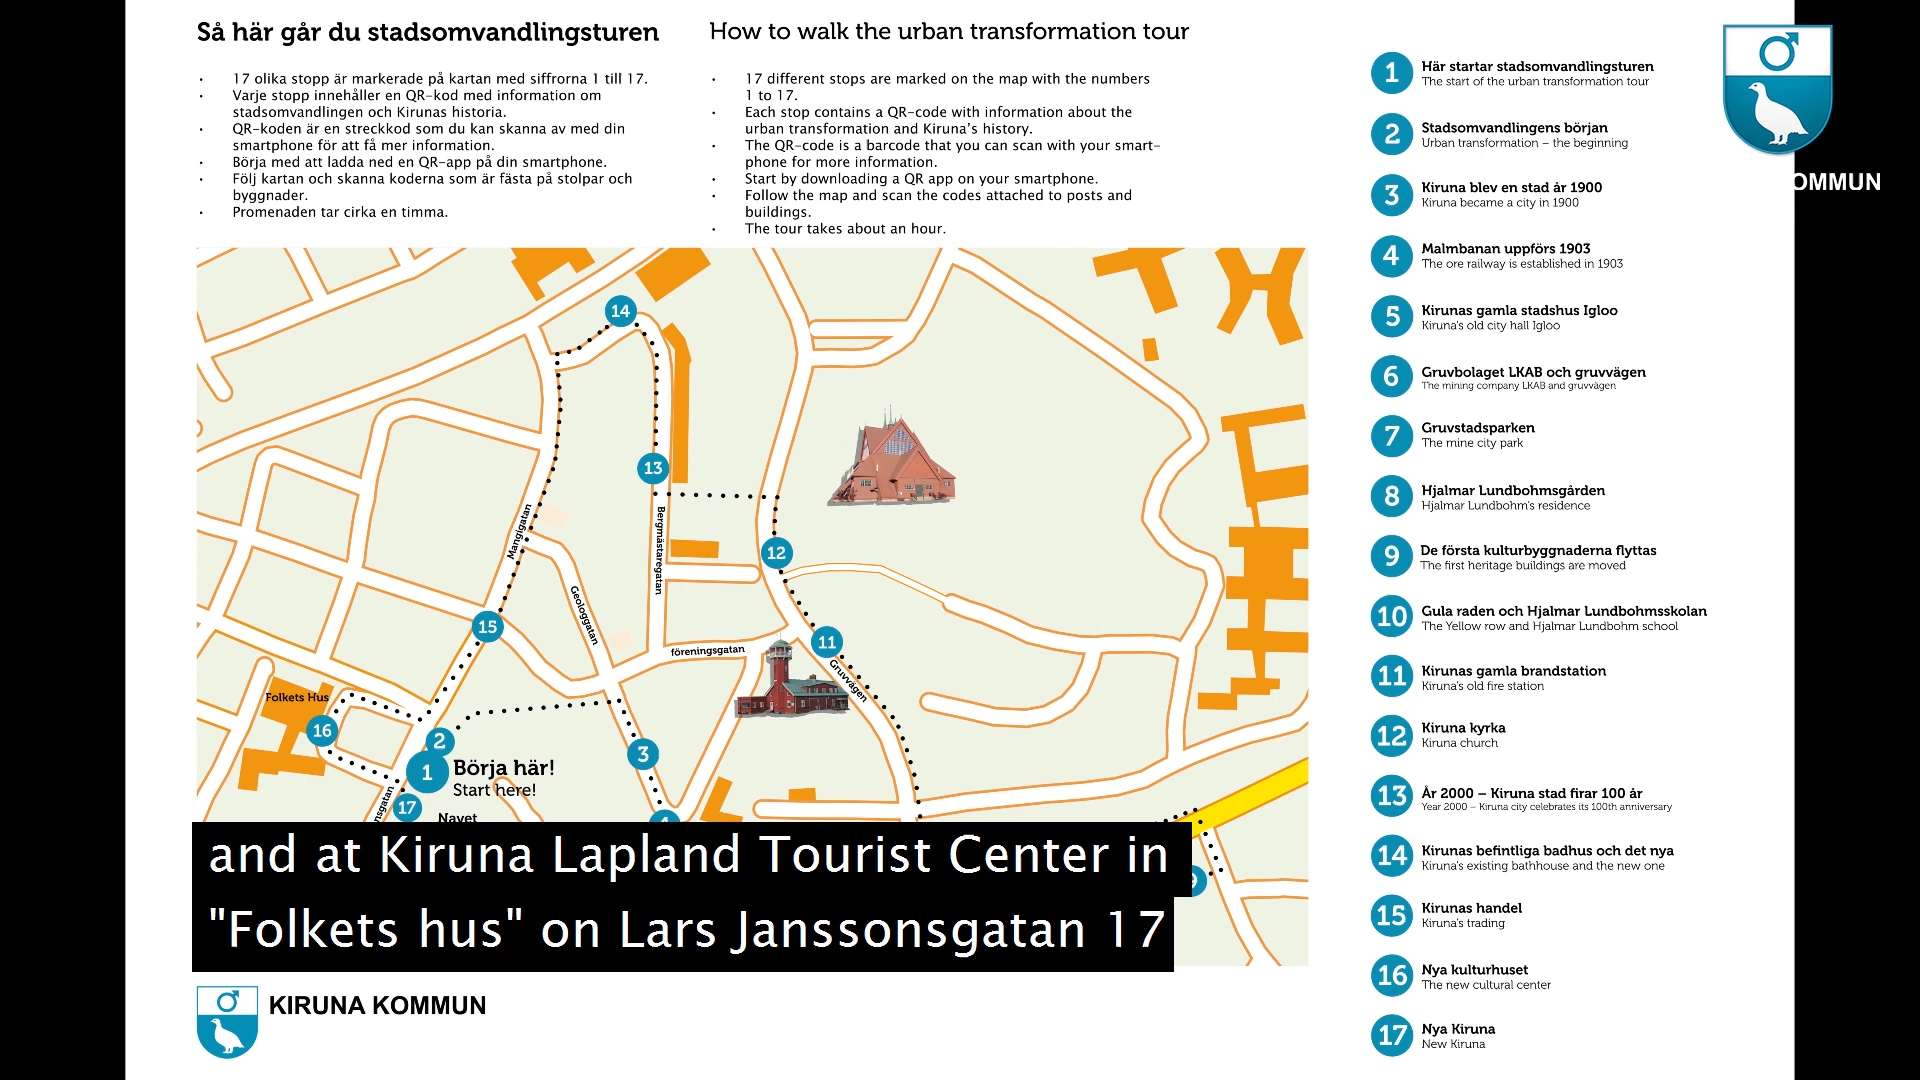 Så här går du stadsomvandlingsturen
• 17 olika stopp är markerade på kartan med siffrorna 1 till 17.
• Varje stopp innehåller en QR-kod med information om
stadsomvandlingen och Kirunas historia.
• QR-koden är en streckkod som du kan skanna av med din
smartphone för att få mer information.
• Börja med att ladda ned en QR-app på din smartphone.
• Följ kartan och skanna koderna som är fästa på stolpar och
byggnader.
• Promenaden tar cirka en timma.
How to walk the urban transformation tour
• 17 different stops are marked on the map with the numbers
1 to 17.
• Each stop contains a QR-code with information about the
urban transformation and Kiruna's history.
• The QR-code is a barcode that you can scan with your smart-
phone for more information.
• Start by downloading a QR app on your smartphone.
• Follow the map and scan the codes attached to posts and
buildings.
• The tour takes about an hour.
14
13
12
Mangigatan
Bergmästaregatan
Geologgatan
15
föreningsgatan
11
Gruvvägen
Folkets Hus
16
2
3
1
Börja här!
Start here!
17
nsgatan
Navet
and at Kiruna Lapland Tourist Center in
"Folkets hus" on Lars Janssonsgatan 17
KIRUNA KOMMUN
1 Här startar stadsomvandlingsturen
The start of the urban transformation tour
2 Stadsomvandlingens början
Urban transformation – the beginning
3 Kiruna blev en stad år 1900
Kiruna became a city in 1900
4 Malmbanan uppförs 1903
The ore railway is established in 1903
5 Kirunas gamla stadshus Igloo
Kiruna's old city hall Igloo
6 Gruvbolaget LKAB och gruvvägen
The mining company LKAB and gruvvägen
7 Gruvstadsparken
The mine city park
8 Hjalmar Lundbohmsgården
Hjalmar Lundbohm's residence
9 De första kulturbyggnaderna flyttas
The first heritage buildings are moved
10 Gula raden och Hjalmar Lundbohmsskolan
The Yellow row and Hjalmar Lundbohm school
11 Kirunas gamla brandstation
Kiruna's old fire station
12 Kiruna kyrka
Kiruna church
13 År 2000 – Kiruna stad firar 100 år
Year 2000 – Kiruna city celebrates its 100th anniversary
14 Kirunas befintliga badhus och det nya
Kiruna's existing bathhouse and the new one
15 Kirunas handel
Kiruna's trading
16 Nya kulturhuset
The new cultural center
17 Nya Kiruna
New Kiruna
OMMUN